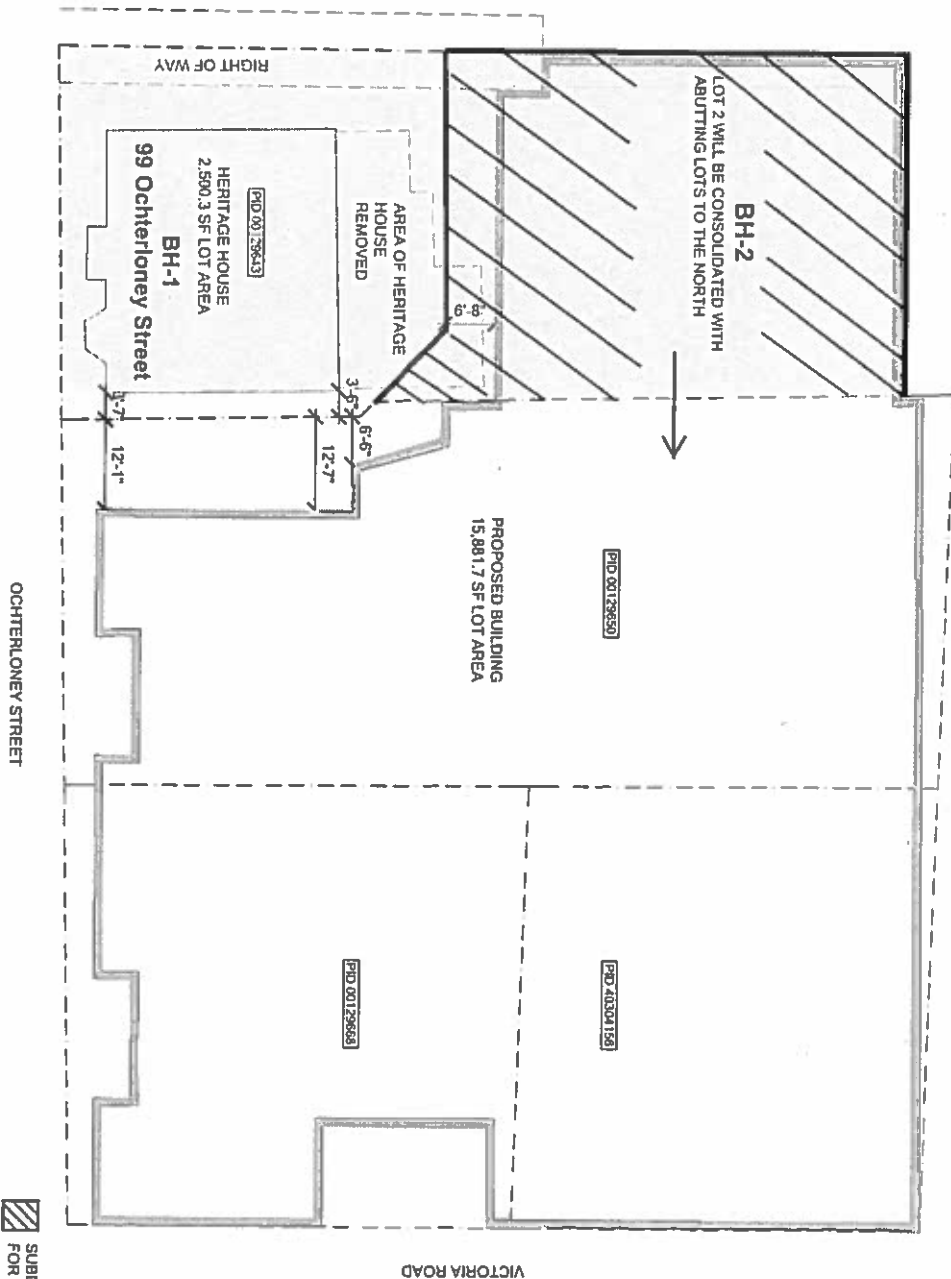 RIGHT OF WAY
LOT 2 WILL BE CONSOLIDATED WITH
ABUTTING LOTS TO THE NORTH
BH-2
AREA OF HERITAGE
HOUSE
REMOVED
6'-8"
PID 00129643
HERITAGE HOUSE
2,500.3 SF LOT AREA
BH-1
99 Ochterloney Street
3'-6"
6'-6"
12'-7"
12'-1"
PID 00129650
PROPOSED BUILDING
15,881.7 SF LOT AREA
OCHTERLONEY STREET
PID 40304156
PID 00129668
VICTORIA ROAD
FOR